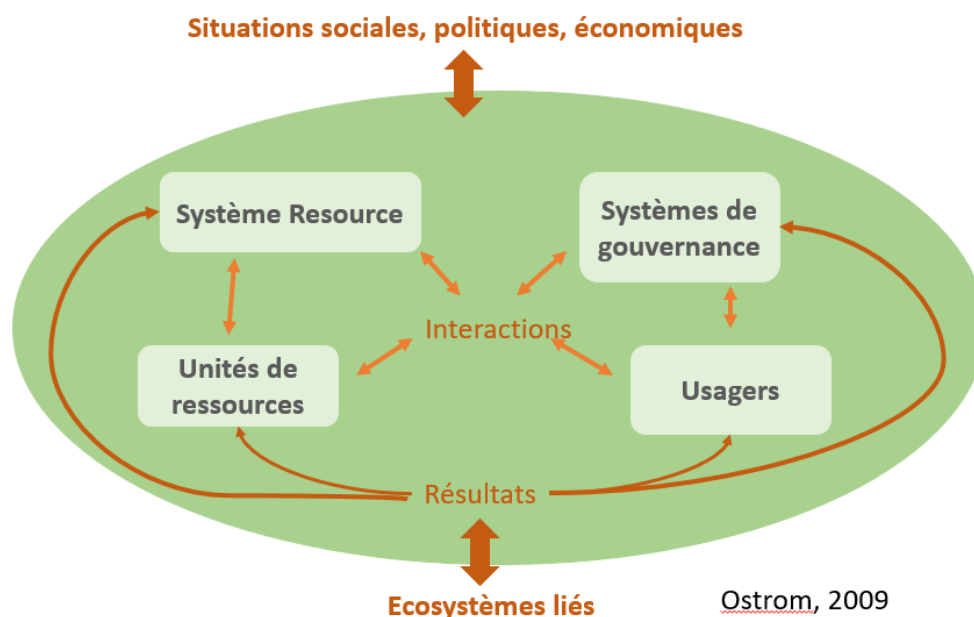 Situations sociales, politiques, économiques
Système Resource
Systèmes de
gouvernance
Interactions
Unités de
ressources
Usagers
Résultats
Ecosystèmes liés
Ostrom, 2009